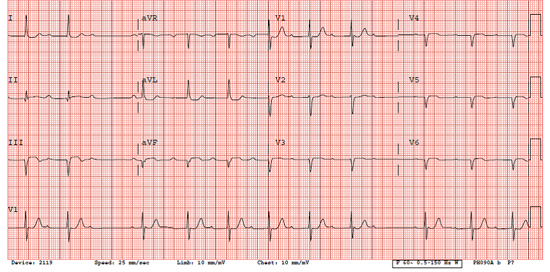 I aVR V1 V4
II aVL V2 V5
III aVF V3 V6
V1
Device: 2119 Speed: 25 mm/sec Limb: 10 mm/mV Chest: 10 mm/mV F 60~ 0.5-150 Hz W PH090A b P?